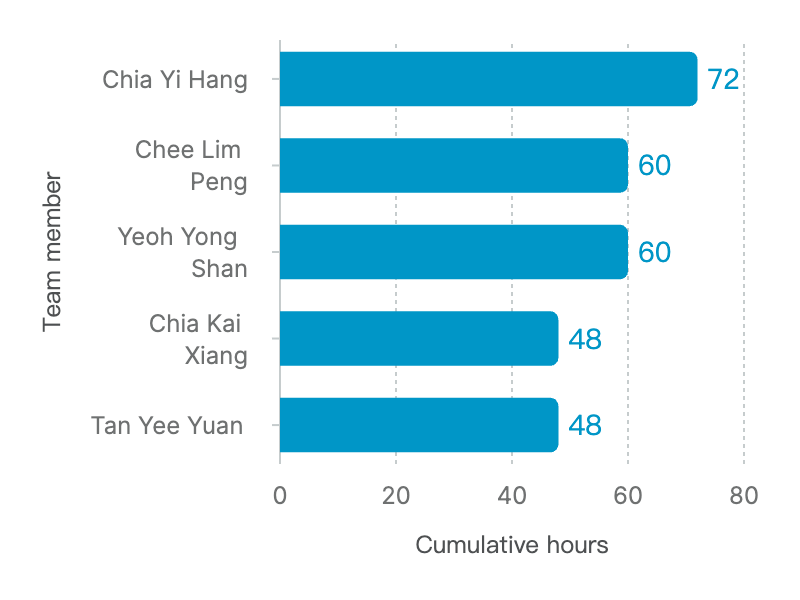 Chia Yi Hang
72
Chee Lim
Peng
60
Yeoh Yong
Shan
60
Chia Kai
Xiang
48
Tan Yee Yuan
48
Team member
0 20 40 60 80
Cumulative hours